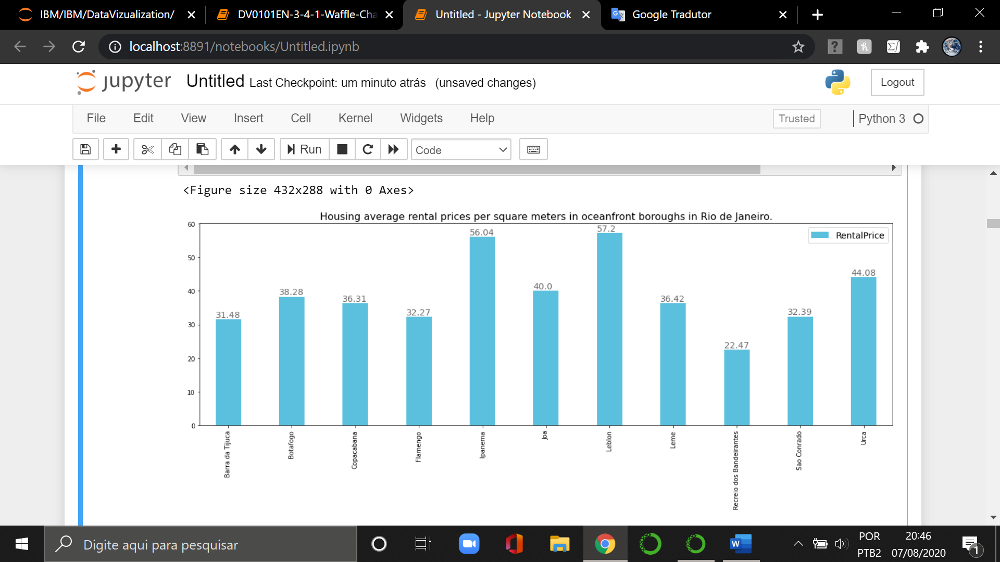 IBM/IBM/DataVizualization/
DV0101EN-3-4-1-Waffle-Cha
Untitled - Jupyter Notebook
Google Tradutor
localhost:8891/notebooks/Untitled.ipynb
jupyter Untitled Last Checkpoint: um minuto atrás (unsaved changes)
Logout
File Edit View Insert Cell Kernel Widgets Help
Trusted
Python 3
Run
Code
<Figure size 432x288 with 0 Axes>
Housing average rental prices per square meters in oceanfront boroughs in Rio de Janeiro.
RentalPrice
60
50
40
30
20
10
0
31.48
38.28
36.31
32.27
56.04
40.0
57.2
36.42
22.47
32.39
44.08
Barra da Tijuca
Botafogo
Copacabana
Flamengo
Ipanema
Joa
Leblon
Leme
Recreio dos Bandeirantes
Sao Conrado
Urca
Digite aqui para pesquisar
POR
PTB2
20:46
07/08/2020
1